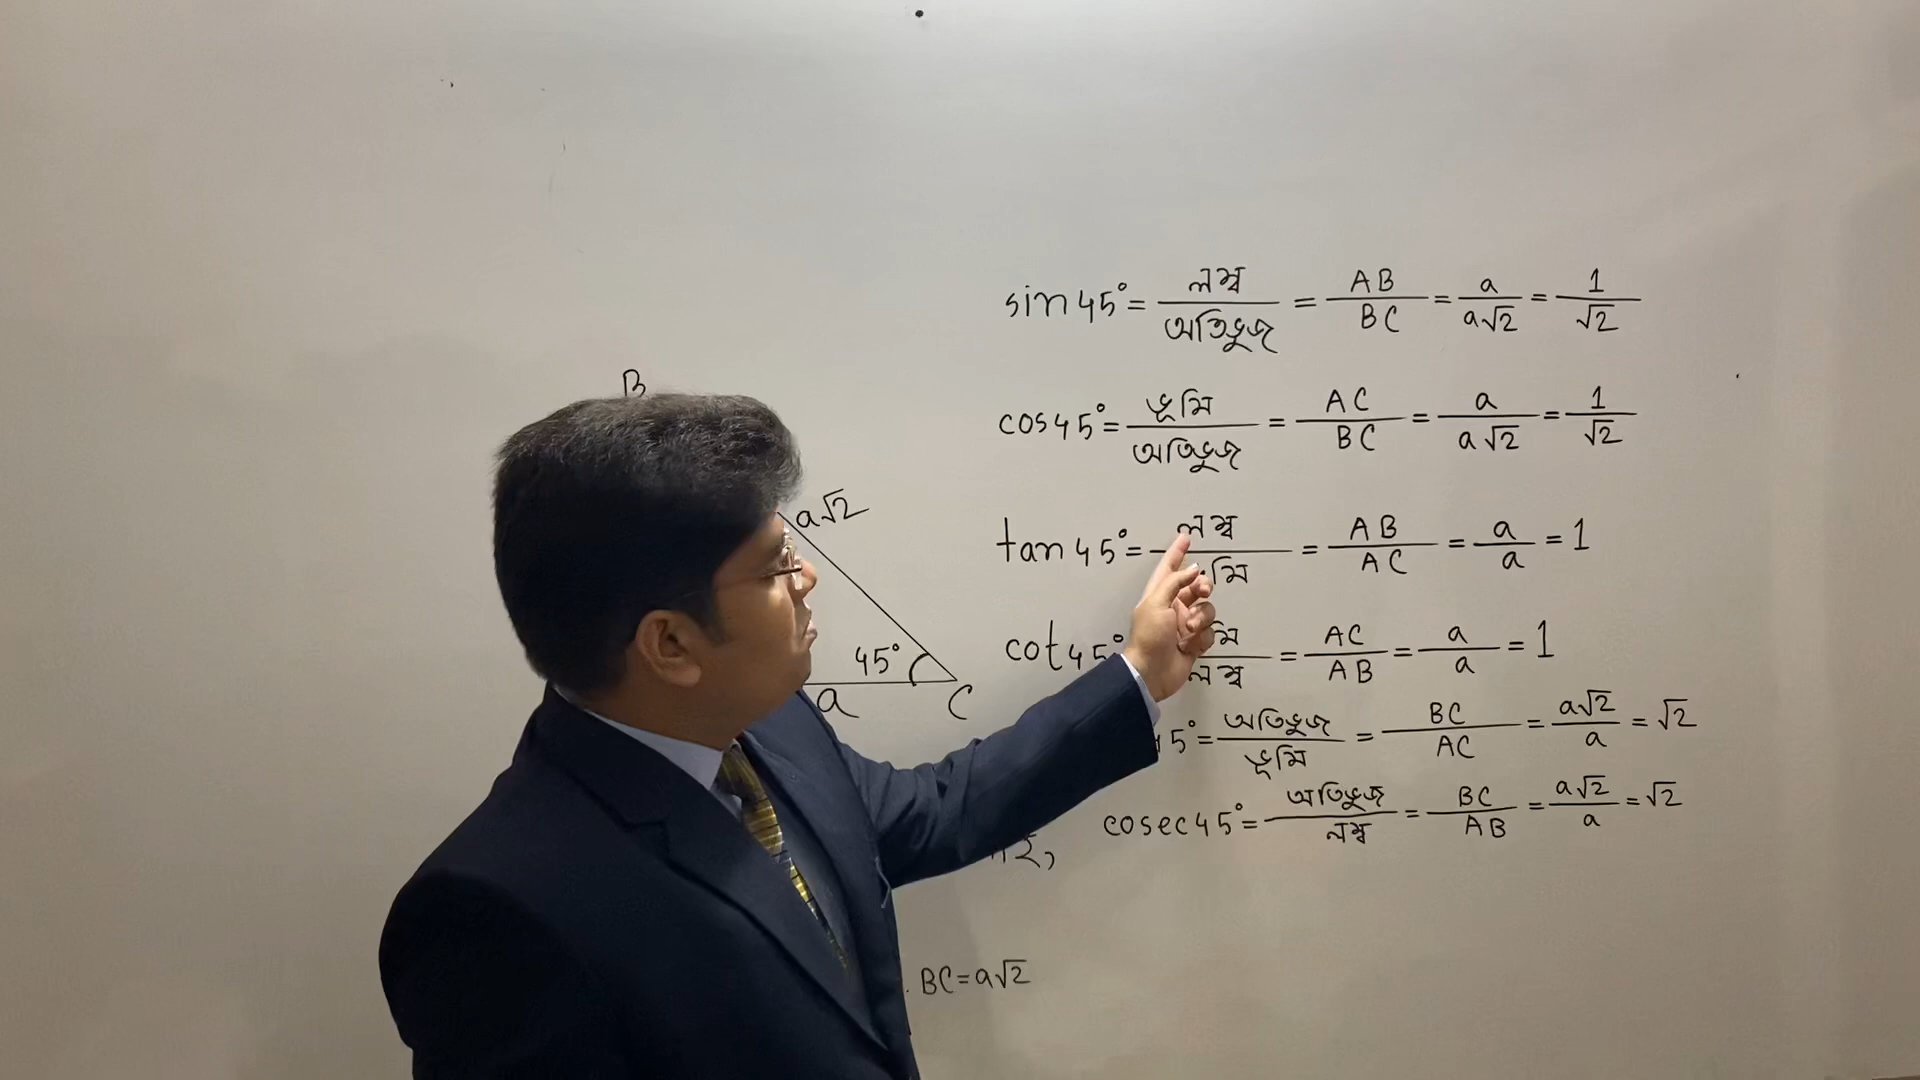 B
a√2
45°
a
C
sin 45° = লম্ব / অতিভুজ = AB / BC = a / a√2 = 1 / √2
cos 45° = ভূমি / অতিভুজ = AC / BC = a / a√2 = 1 / √2
tan 45° = লম্ব / মি = AB / AC = a / a = 1
cot 45° মি / লম্ব = AC / AB = a / a = 1
45° = অতিভুজ / ভূমি = BC / AC = a√2 / a = √2
cosec 45° = অতিভুজ / লম্ব = BC / AB = a√2 / a = √2
BC = a√2